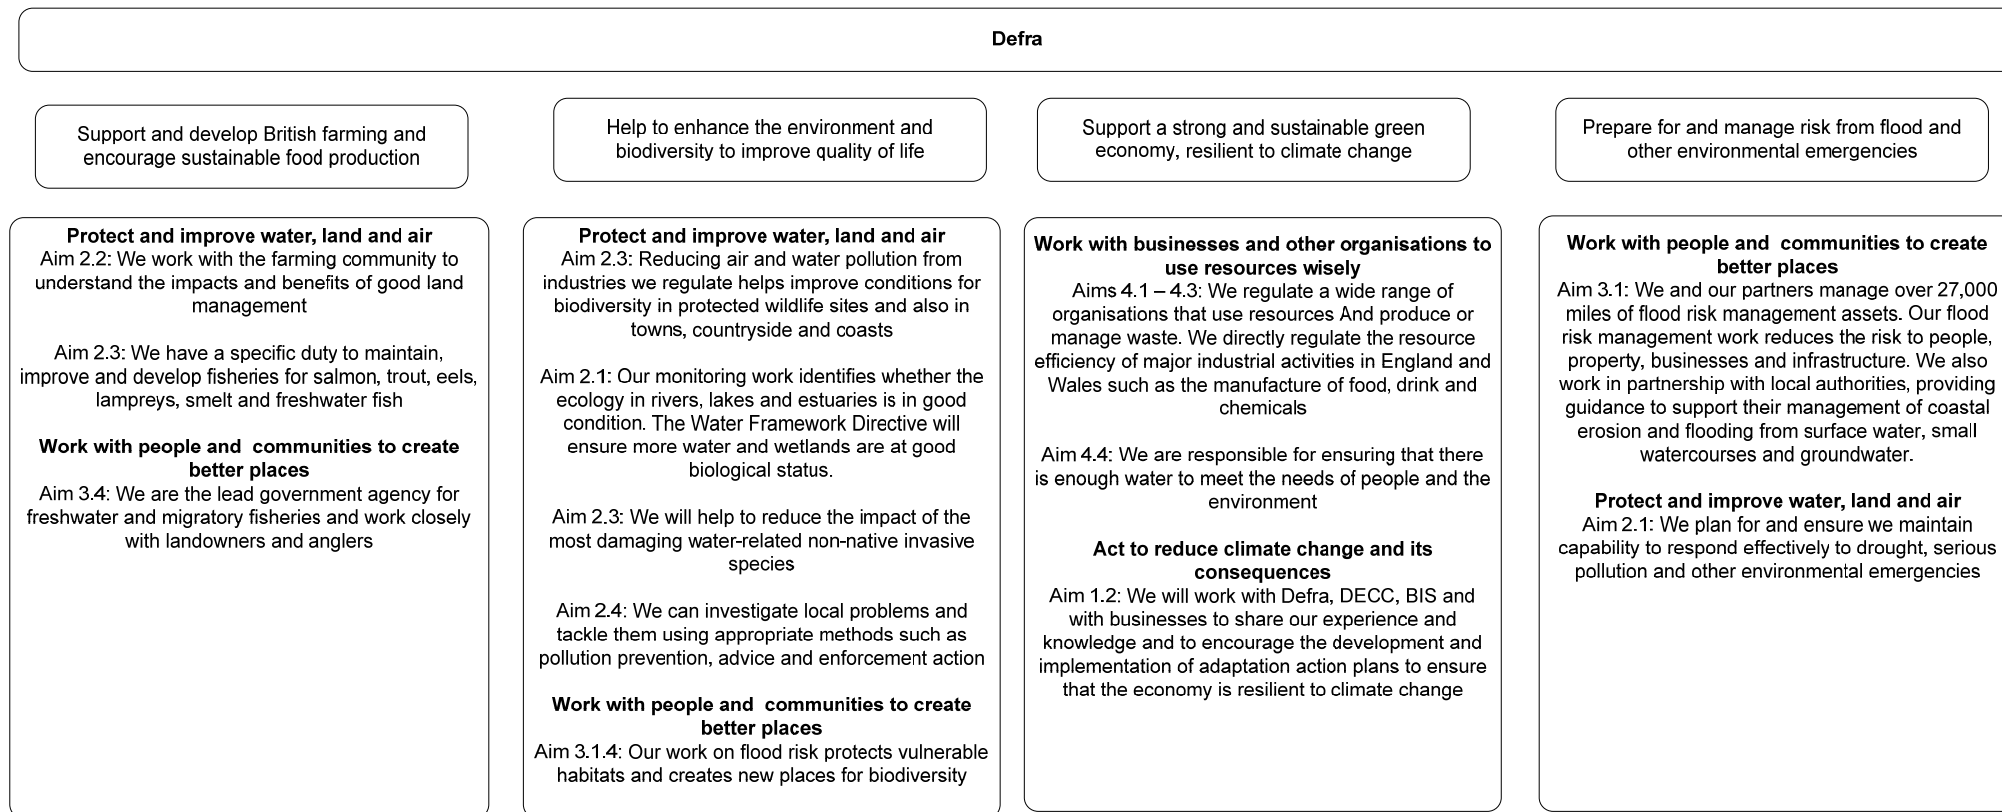 Defra
Support and develop British farming and
encourage sustainable food production
Help to enhance the environment and
biodiversity to improve quality of life
Support a strong and sustainable green
economy, resilient to climate change
Prepare for and manage risk from flood and
other environmental emergencies
Protect and improve water, land and air
Aim 2.2: We work with the farming community to
understand the impacts and benefits of good land
management
Aim 2.3: We have a specific duty to maintain,
improve and develop fisheries for salmon, trout, eels,
lampreys, smelt and freshwater fish
Work with people and  communities to create
better places
Aim 3.4: We are the lead government agency for
freshwater and migratory fisheries and work closely
with landowners and anglers
Protect and improve water, land and air
Aim 2.3: Reducing air and water pollution from
industries we regulate helps improve conditions for
biodiversity in protected wildlife sites and also in
towns, countryside and coasts
Aim 2.1: Our monitoring work identifies whether the
ecology in rivers, lakes and estuaries is in good
condition. The Water Framework Directive will
ensure more water and wetlands are at good
biological status.
Aim 2.3: We will help to reduce the impact of the
most damaging water-related non-native invasive
species
Aim 2.4: We can investigate local problems and
tackle them using appropriate methods such as
pollution prevention, advice and enforcement action
Work with people and  communities to create
better places
Aim 3.1.4: Our work on flood risk protects vulnerable
habitats and creates new places for biodiversity
Work with businesses and other organisations to
use resources wisely
Aims 4.1 – 4.3: We regulate a wide range of
organisations that use resources And produce or
manage waste. We directly regulate the resource
efficiency of major industrial activities in England and
Wales such as the manufacture of food, drink and
chemicals
Aim 4.4: We are responsible for ensuring that there
is enough water to meet the needs of people and the
environment
Act to reduce climate change and its
consequences
Aim 1.2: We will work with Defra, DECC, BIS and
with businesses to share our experience and
knowledge and to encourage the development and
implementation of adaptation action plans to ensure
that the economy is resilient to climate change
Work with people and  communities to create
better places
Aim 3.1: We and our partners manage over 27,000
miles of flood risk management assets. Our flood
risk management work reduces the risk to people,
property, businesses and infrastructure. We also
work in partnership with local authorities, providing
guidance to support their management of coastal
erosion and flooding from surface water, small
watercourses and groundwater.
Protect and improve water, land and air
Aim 2.1: We plan for and ensure we maintain
capability to respond effectively to drought, serious
pollution and other environmental emergencies